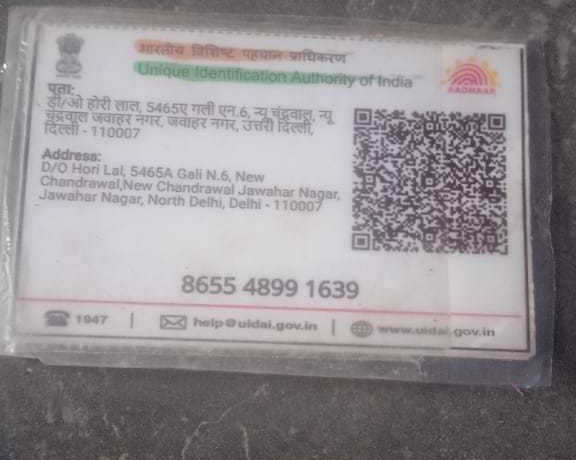 भारतीय विशिष्ट पहचान प्राधिकरण
Unique Identification Authority of India
AADHAAR
पता:
डी/ओ होरी लाल, 5465ए गली एन.6, न्यू चंद्रवाल, न्यू
चंद्रवाल जवाहर नगर, जवाहर नगर, उत्तरी दिल्ली,
दिल्ली - 110007
Address:
D/O Hori Lal, 5465A Gali N.6, New
Chandrawal,New Chandrawal Jawahar Nagar,
Jawahar Nagar, North Delhi, Delhi - 110007
8655 4899 1639
1947 | help@uidai.gov.in | www.uidai.gov.in